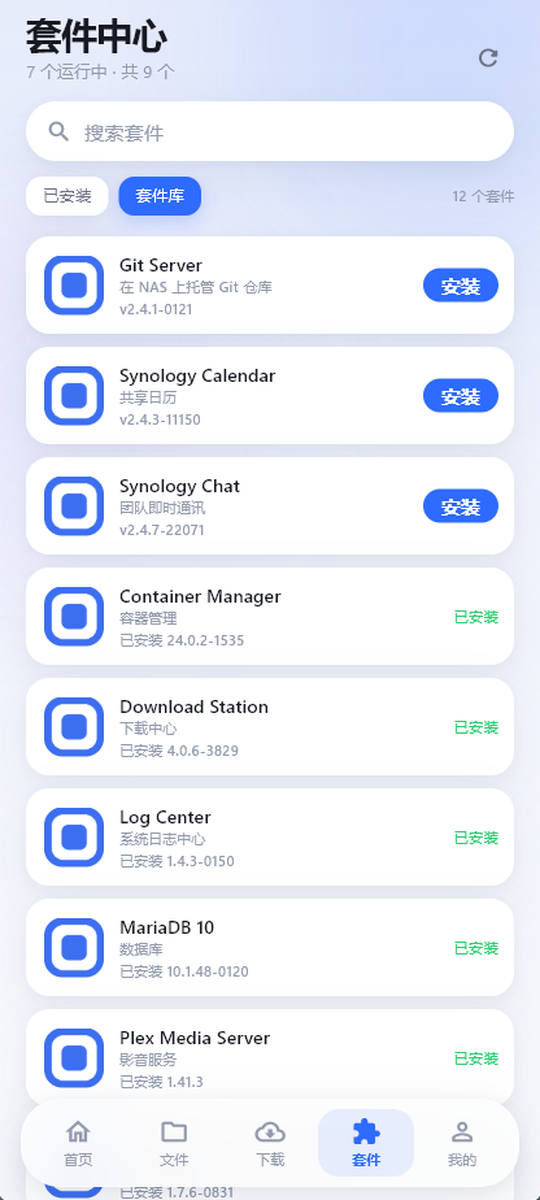 套件中心
7 个运行中 · 共 9 个
搜索套件
已安装
套件库
12 个套件
Git Server
在 NAS 上托管 Git 仓库
v2.4.1-0121
安装
Synology Calendar
共享日历
v2.4.3-11150
安装
Synology Chat
团队即时通讯
v2.4.7-22071
安装
Container Manager
容器管理
已安装 24.0.2-1535
已安装
Download Station
下载中心
已安装 4.0.6-3829
已安装
Log Center
系统日志中心
已安装 1.4.3-0150
已安装
MariaDB 10
数据库
已安装 10.1.48-0120
已安装
Plex Media Server
影音服务
已安装 1.41.3
已安装
首页
文件
下载
套件
我的
已安装 1.7.6-0831